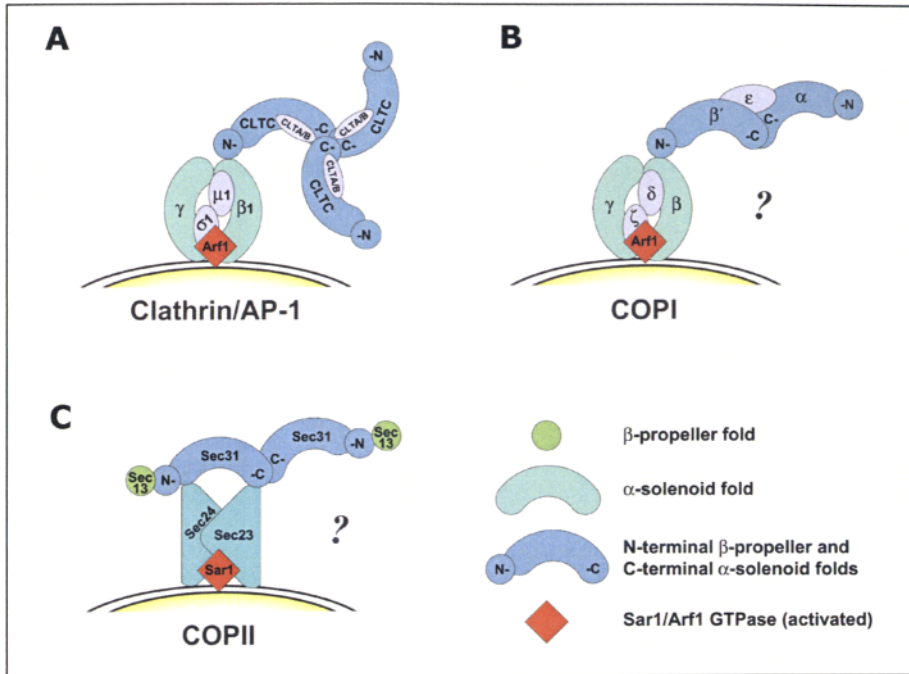 A
-N
CLTC
CLTA/B
-C
CLTA/B
CLTC
N-
C-
C-
CLTA/B
CLTC
-N
γ
μ1
β1
σ1
Arf1
Clathrin/AP-1
B
ε
α
-N
β´
C-
-C
N-
γ
δ
β
ζ
Arf1
?
COPI
C
Sec31
Sec
13
-N
C-
Sec31
-C
Sec
13
N-
Sec24
Sec23
Sar1
?
COPII
β-propeller fold
α-solenoid fold
N-terminal β-propeller and
C-terminal α-solenoid folds
N-
-C
Sar1/Arf1 GTPase (activated)